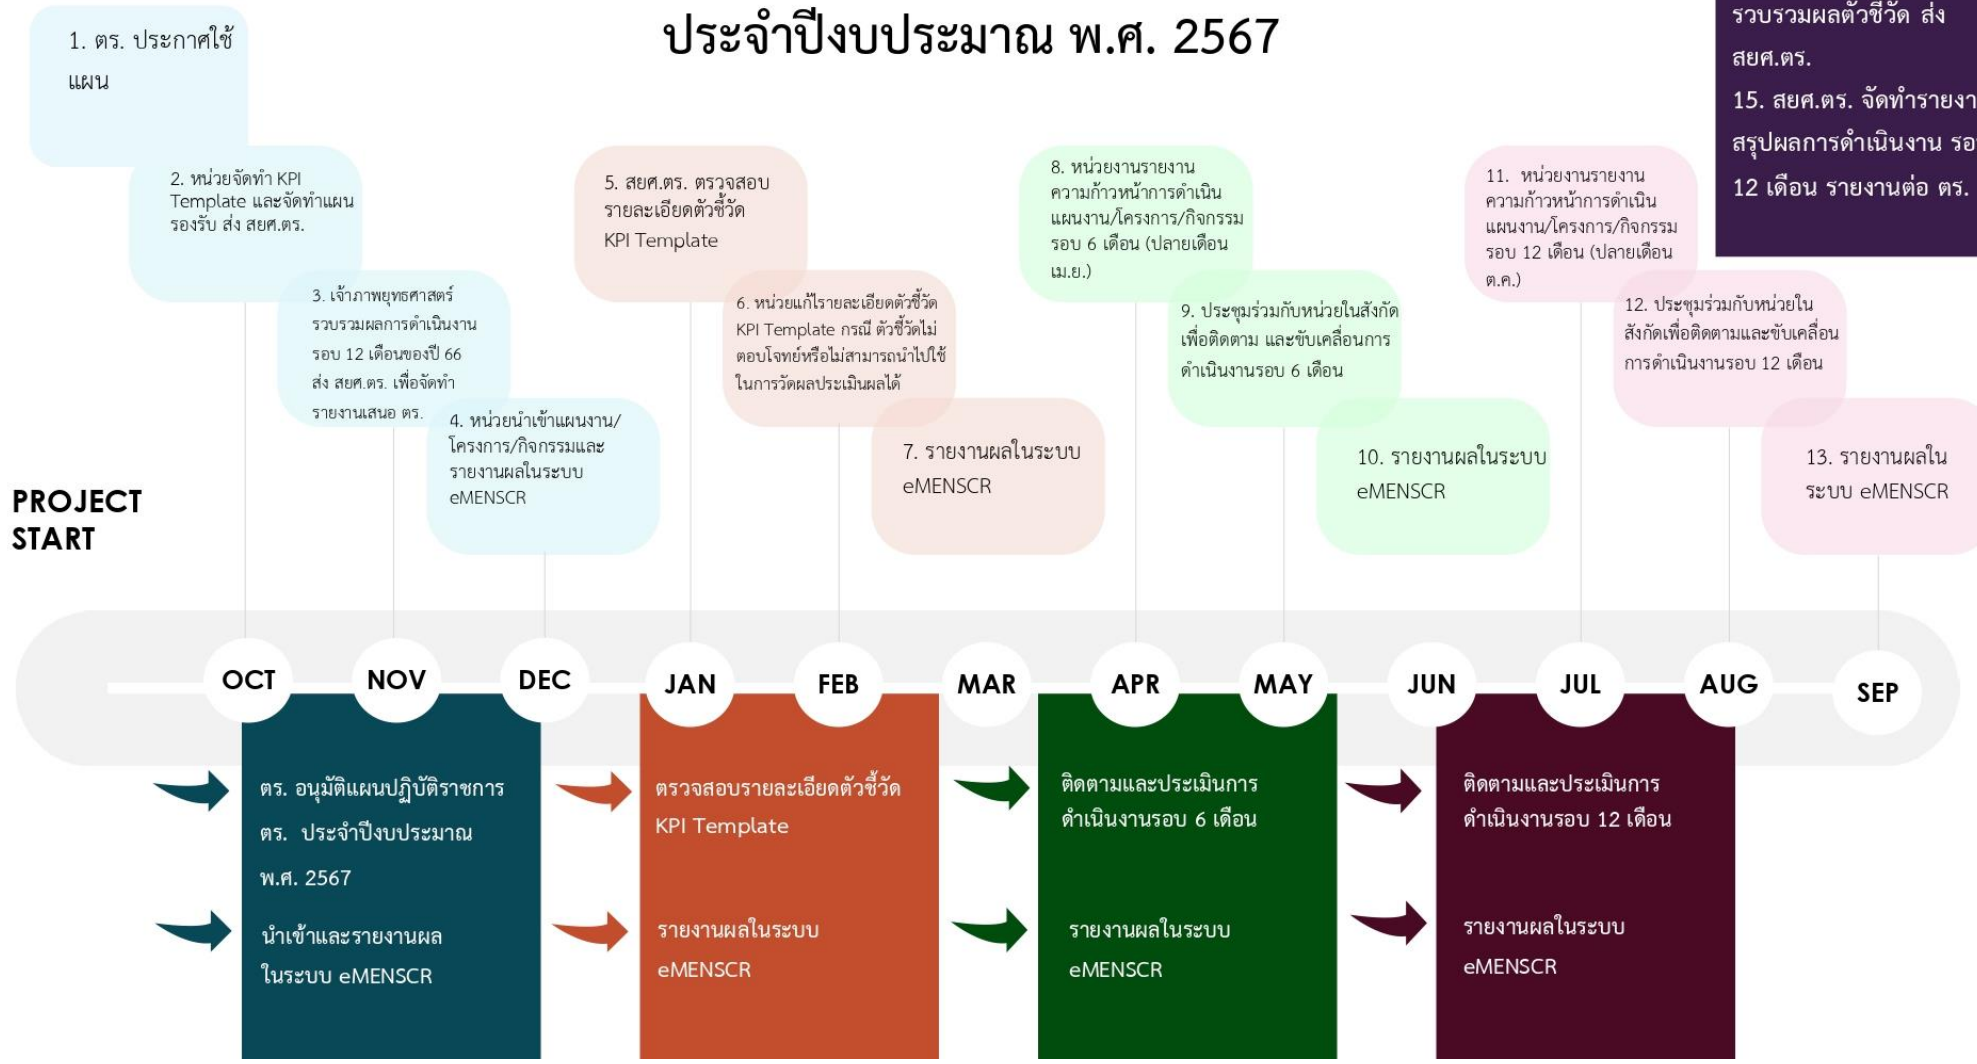 ประจำปีงบประมาณ พ.ศ. 2567
1. ตร. ประกาศใช้
แผน
2. หน่วยจัดทำ KPI
Template และจัดทำแผน
รองรับ ส่ง สยศ.ตร.
3. เจ้าภาพยุทธศาสตร์
รวบรวมผลการดำเนินงาน
รอบ 12 เดือนของปี 66
ส่ง สยศ.ตร. เพื่อจัดทำ
รายงานเสนอ ตร.
4. หน่วยนำเข้าแผนงาน/
โครงการ/กิจกรรมและ
รายงานผลในระบบ
eMENSCR
5. สยศ.ตร. ตรวจสอบ
รายละเอียดตัวชี้วัด
KPI Template
6. หน่วยแก้ไรายละเอียดตัวชี้วัด
KPI Template กรณี ตัวชี้วัดไม่
ตอบโจทย์หรือไม่สามารถนำไปใช้
ในการวัดผลประเมินผลได้
7. รายงานผลในระบบ
eMENSCR
8. หน่วยงานรายงาน
ความก้าวหน้าการดำเนิน
แผนงาน/โครงการ/กิจกรรม
รอบ 6 เดือน (ปลายเดือน
เม.ย.)
9. ประชุมร่วมกับหน่วยในสังกัด
เพื่อติดตาม และขับเคลื่อนการ
ดำเนินงานรอบ 6 เดือน
10. รายงานผลในระบบ
eMENSCR
11. หน่วยงานรายงาน
ความก้าวหน้าการดำเนิน
แผนงาน/โครงการ/กิจกรรม
รอบ 12 เดือน (ปลายเดือน
ต.ค.)
12. ประชุมร่วมกับหน่วยใน
สังกัดเพื่อติดตามและขับเคลื่อน
การดำเนินงานรอบ 12 เดือน
13. รายงานผลใน
ระบบ eMENSCR
รวบรวมผลตัวชี้วัด ส่ง
สยศ.ตร.
15. สยศ.ตร. จัดทำรายงา
สรุปผลการดำเนินงาน รอ
12 เดือน รายงานต่อ ตร.
PROJECT
START
OCT NOV DEC JAN FEB MAR APR MAY JUN JUL AUG SEP
ตร. อนุมัติแผนปฏิบัติราชการ
ตร. ประจำปีงบประมาณ
พ.ศ. 2567
นำเข้าและรายงานผล
ในระบบ eMENSCR
ตรวจสอบรายละเอียดตัวชี้วัด
KPI Template
รายงานผลในระบบ
eMENSCR
ติดตามและประเมินการ
ดำเนินงานรอบ 6 เดือน
รายงานผลในระบบ
eMENSCR
ติดตามและประเมินการ
ดำเนินงานรอบ 12 เดือน
รายงานผลในระบบ
eMENSCR